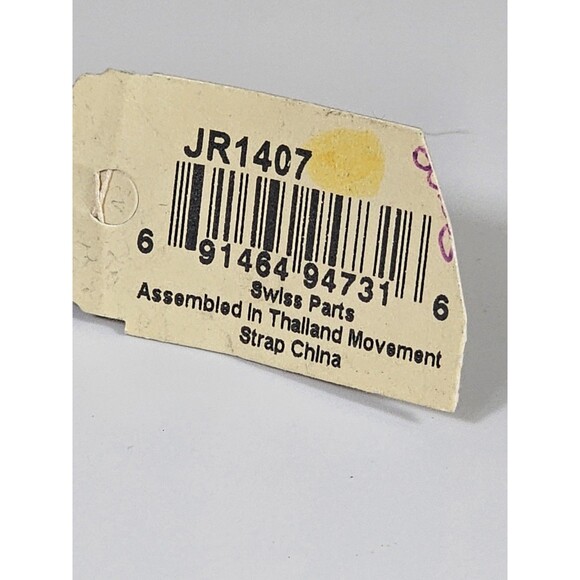 JR1407
6 91464 94731 6
Swiss Parts
Assembled in Thailand Movement
Strap China